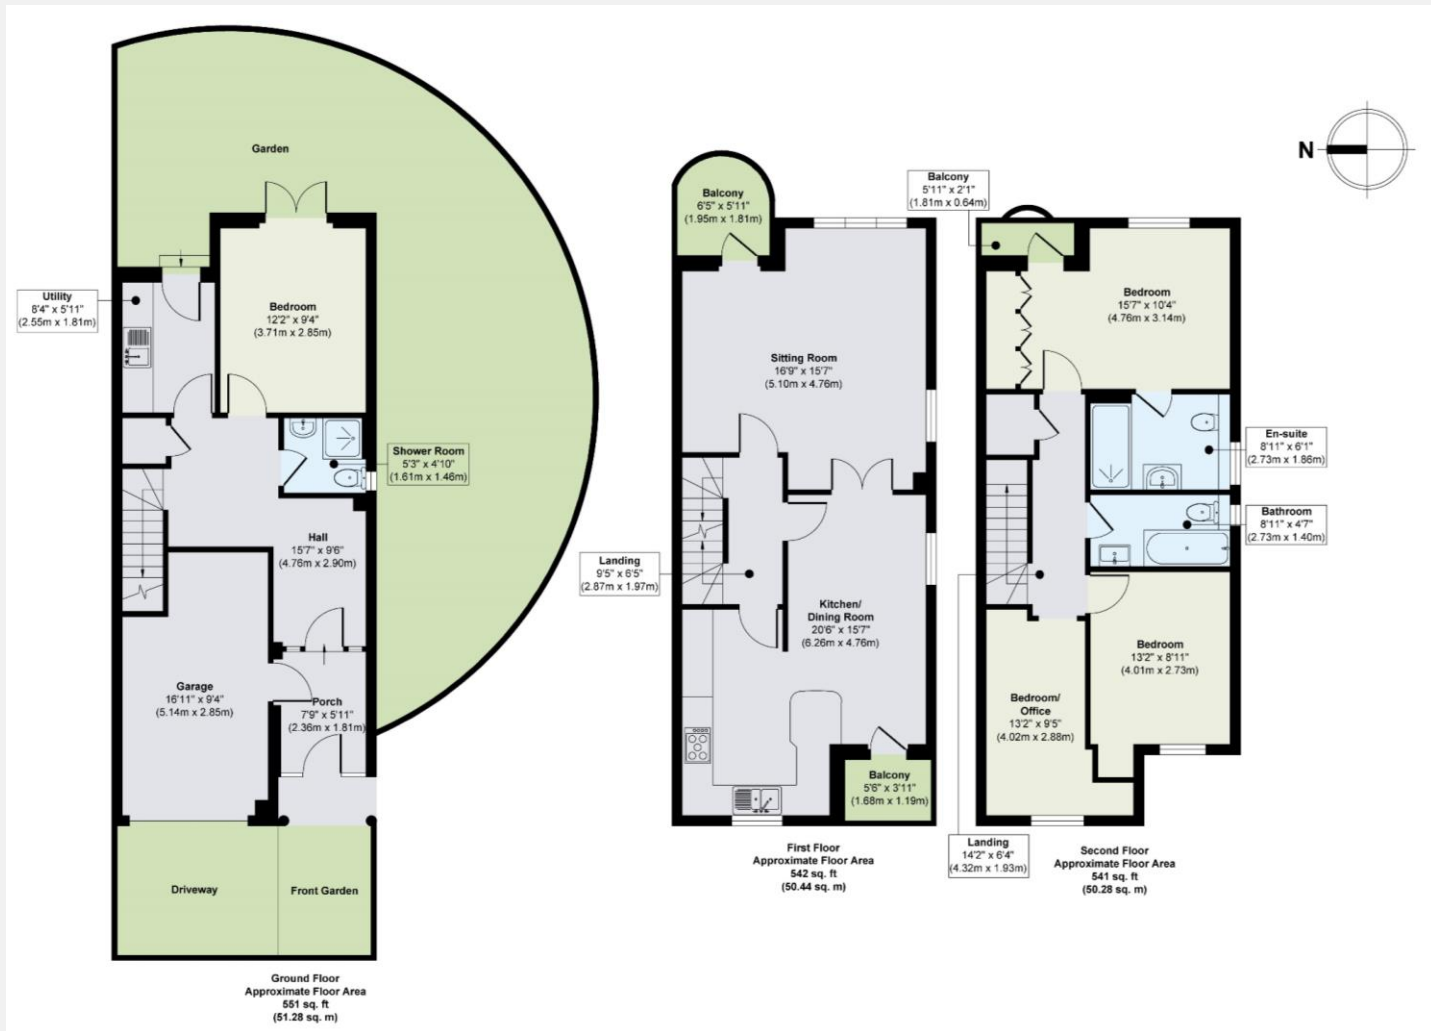 Garden
Utility
8'4" x 5'11"
(2.55m x 1.81m)
Bedroom
12'2" x 9'4"
(3.71m x 2.85m)
Shower Room
5'3" x 4'10"
(1.61m x 1.46m)
Hall
15'7" x 9'6"
(4.76m x 2.90m)
Garage
16'11" x 9'4"
(5.14m x 2.85m)
Porch
7'9" x 5'11"
(2.36m x 1.81m)
Driveway
Front Garden
Ground Floor
Approximate Floor Area
551 sq. ft
(51.28 sq. m)
Balcony
6'5" x 5'11"
(1.95m x 1.81m)
Sitting Room
16'9" x 15'7"
(5.10m x 4.76m)
Landing
9'5" x 6'5"
(2.87m x 1.97m)
Kitchen/
Dining Room
20'6" x 15'7"
(6.26m x 4.76m)
Balcony
5'6" x 3'11"
(1.68m x 1.19m)
First Floor
Approximate Floor Area
542 sq. ft
(50.44 sq. m)
Balcony
5'11" x 2'1"
(1.81m x 0.64m)
Bedroom
15'7" x 10'4"
(4.76m x 3.14m)
En-suite
8'11" x 6'1"
(2.73m x 1.86m)
Bathroom
8'11" x 4'7"
(2.73m x 1.40m)
Bedroom
13'2" x 8'11"
(4.01m x 2.73m)
Bedroom/
Office
13'2" x 9'5"
(4.02m x 2.88m)
Landing
14'2" x 6'4"
(4.32m x 1.93m)
Second Floor
Approximate Floor Area
541 sq. ft
(50.28 sq. m)
N